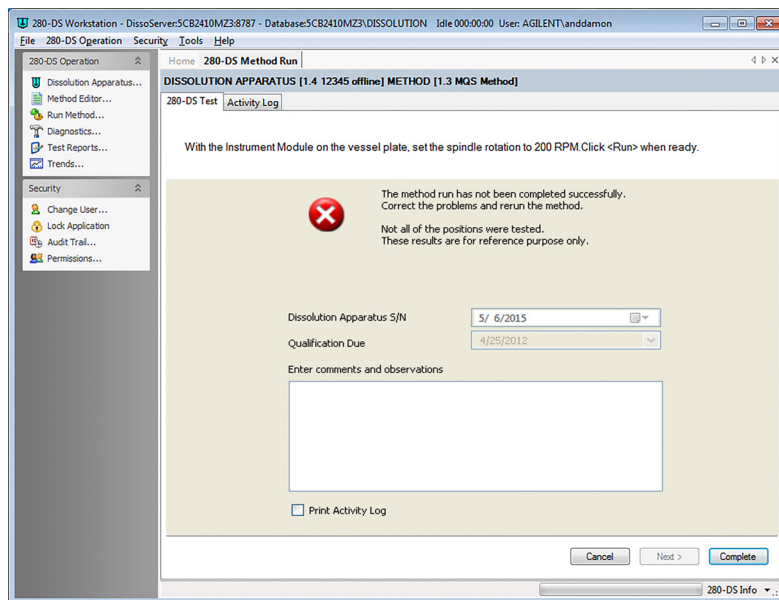 280-DS Workstation - DissoServer:5CB2410MZ3:8787 - Database:5CB2410MZ3\DISSOLUTION Idle 000:00:00 User: AGILENT\anddamon
File 280-DS Operation Security Tools Help
280-DS Operation
Dissolution Apparatus...
Method Editor...
Run Method...
Diagnostics...
Test Reports...
Trends...
Security
Change User...
Lock Application
Audit Trail...
Permissions...
Home 280-DS Method Run
DISSOLUTION APPARATUS [1.4 12345 offline] METHOD [1.3 MQS Method]
280-DS Test Activity Log
With the Instrument Module on the vessel plate, set the spindle rotation to 200 RPM.Click <Run> when ready.
The method run has not been completed successfully.
Correct the problems and rerun the method.
Not all of the positions were tested.
These results are for reference purpose only.
Dissolution Apparatus S/N 5/ 6/2015
Qualification Due 4/25/2012
Enter comments and observations
Print Activity Log
Cancel Next > Complete
280-DS Info